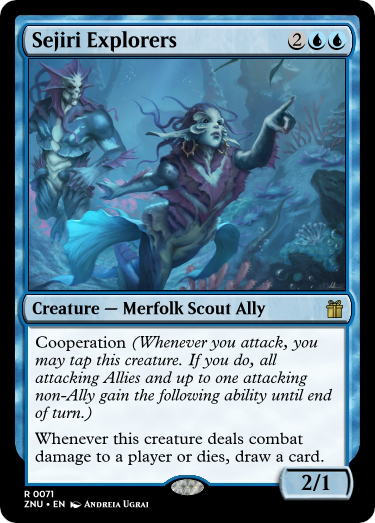 Sejiri Explorers 2
Creature — Merfolk Scout Ally
Cooperation (Whenever you attack, you
may tap this creature. If you do, all
attacking Allies and up to one attacking
non-Ally gain the following ability until end
of turn.)
Whenever this creature deals combat
damage to a player or dies, draw a card.
2/1
R 0071
ZNU • EN Andreia Ugrai